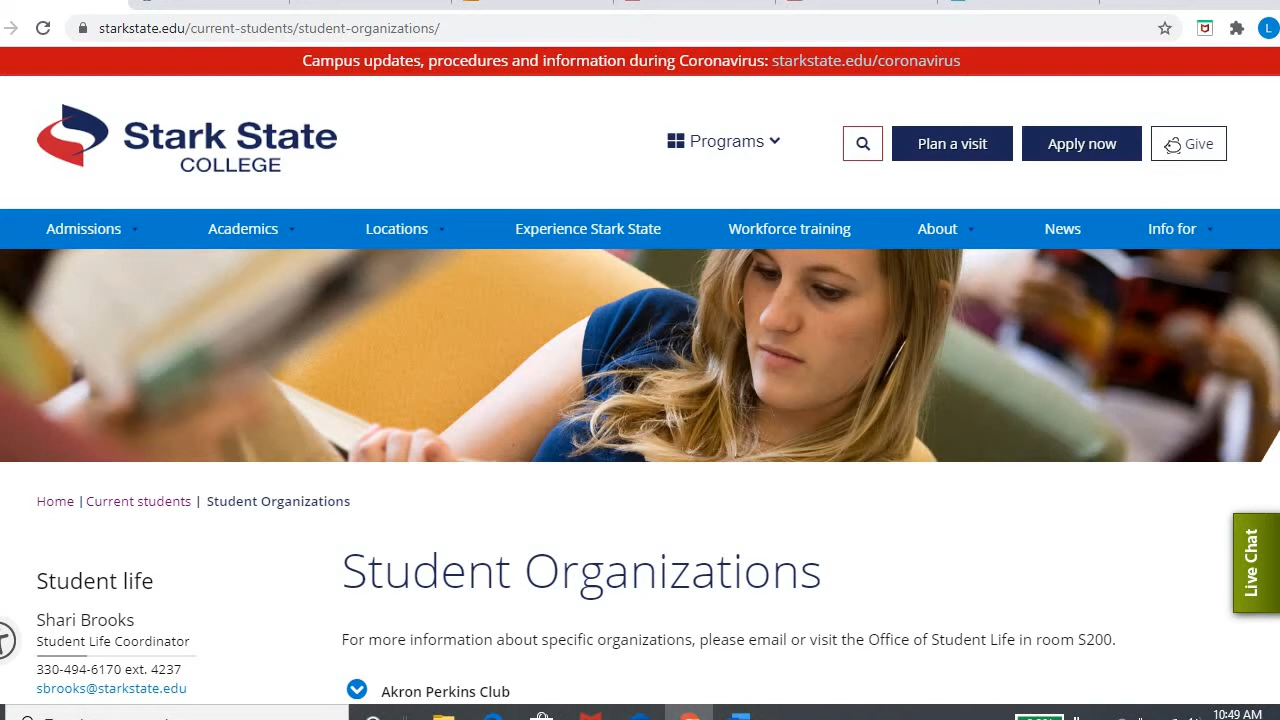 starkstate.edu/current-students/student-organizations/
L
Campus updates, procedures and information during Coronavirus: starkstate.edu/coronavirus
Stark State
COLLEGE
Programs
Plan a visit
Apply now
Give
Admissions
Academics
Locations
Experience Stark State
Workforce training
About
News
Info for
Home | Current students | Student Organizations
Live Chat
Student life
Shari Brooks
Student Life Coordinator
330-494-6170 ext. 4237
sbrooks@starkstate.edu
Student Organizations
For more information about specific organizations, please email or visit the Office of Student Life in room S200.
Akron Perkins Club
10:49 AM